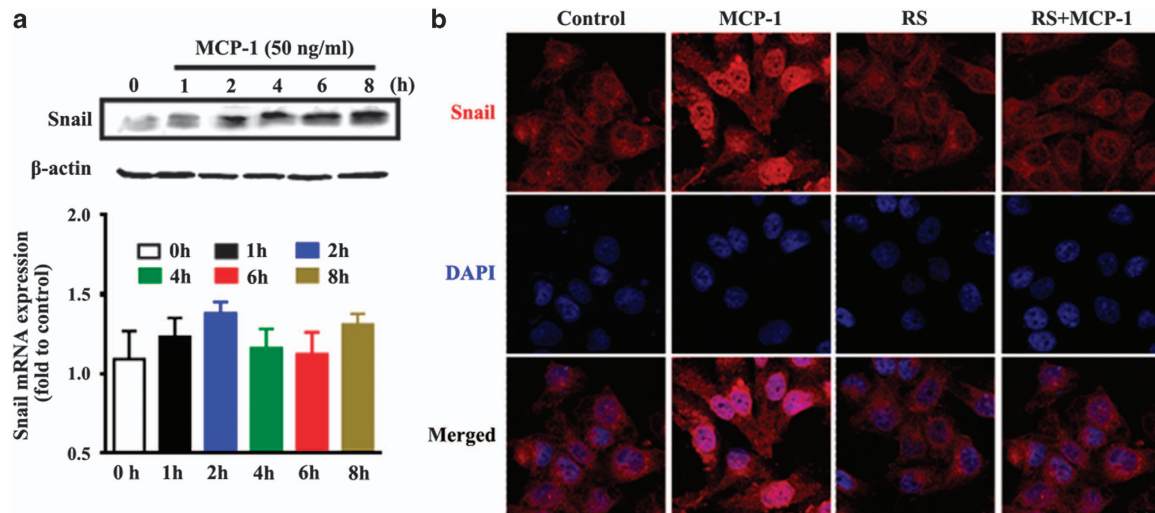 a
MCP-1 (50 ng/ml)
0 1 2 4 6 8 (h)
Snail
β-actin
Snail mRNA expression
(fold to control)
2.0
1.5
1.0
0.5
0h 1h 2h
4h 6h 8h
0 h 1h 2h 4h 6h 8h
b
Control MCP-1 RS RS+MCP-1
Snail
DAPI
Merged